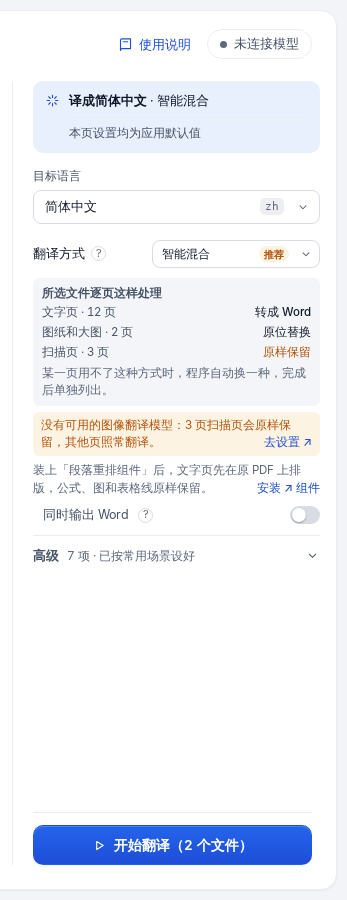 使用说明 未连接模型
译成简体中文 · 智能混合
本页设置均为应用默认值
目标语言
简体中文 zh
翻译方式 ? 智能混合 推荐
所选文件逐页这样处理
文字页 · 12 页 转成 Word
图纸和大图 · 2 页 原位替换
扫描页 · 3 页 原样保留
某一页用不了这种方式时，程序自动换一种，完成
后单独列出。
没有可用的图像翻译模型：3 页扫描页会原样保
留，其他页照常翻译。 去设置 ↗
装上「段落重排组件」后，文字页先在原 PDF 上排
版，公式、图和表格线原样保留。 安装 ↗ 组件
同时输出 Word ?
高级 7 项 · 已按常用场景设好
开始翻译（2 个文件）